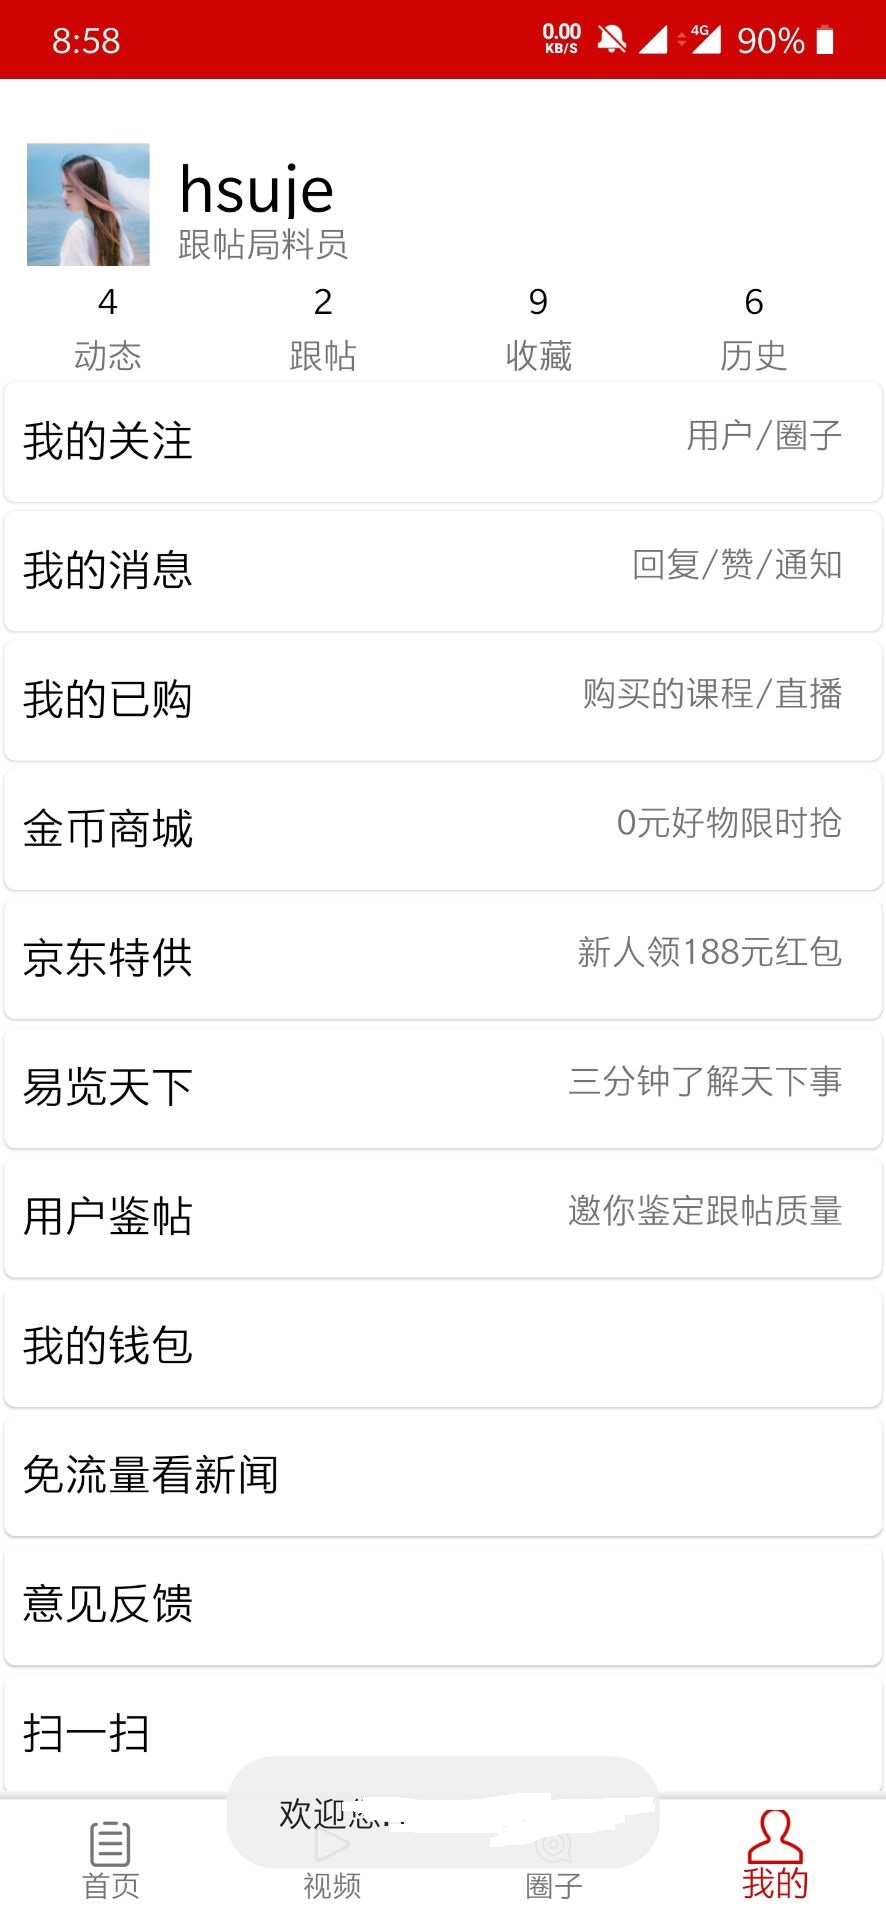 8:58
0.00
KB/S
4G
90%
hsuje
跟帖局料员
4 2 9 6
动态 跟帖 收藏 历史
我的关注 用户/圈子
我的消息 回复/赞/通知
我的已购 购买的课程/直播
金币商城 0元好物限时抢
京东特供 新人领188元红包
易览天下 三分钟了解天下事
用户鉴帖 邀你鉴定跟帖质量
我的钱包
免流量看新闻
意见反馈
扫一扫
欢迎您
首页 视频 圈子 我的